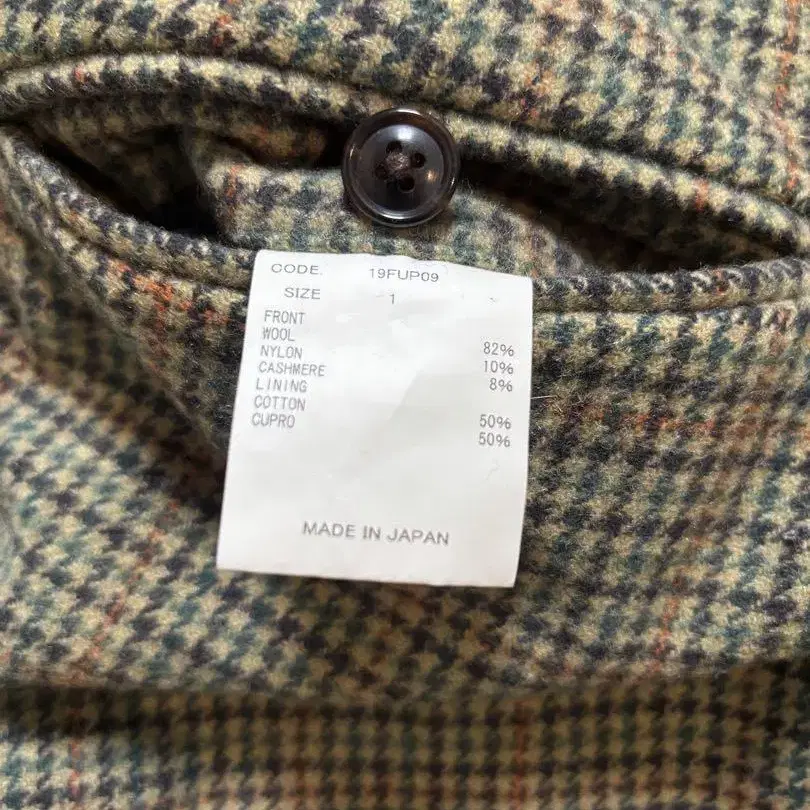 CODE. 19FUP09
SIZE 1
FRONT
WOOL 82%
NYLON 10%
CASHMERE 8%
LINING
COTTON 50%
CUPRO 50%
MADE IN JAPAN